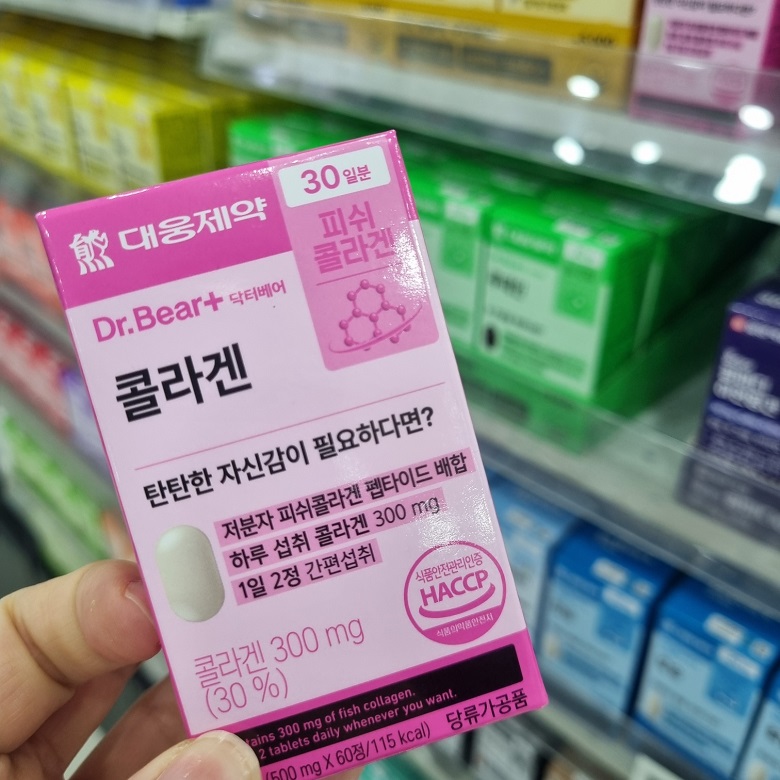 30일분
대웅제약
피쉬
콜라겐
Dr.Bear+ 닥터베어
콜라겐
탄탄한 자신감이 필요하다면?
저분자 피쉬콜라겐 펩타이드 배합
하루 섭취 콜라겐 300 mg
1일 2정 간편섭취
식품안전관리인증
HACCP
식품의약품안전처
콜라겐 300 mg
(30 %)
300 mg of fish collagen.
2 tablets daily whenever you want.
(500 mg X 60정/115 kcal) 당류가공품